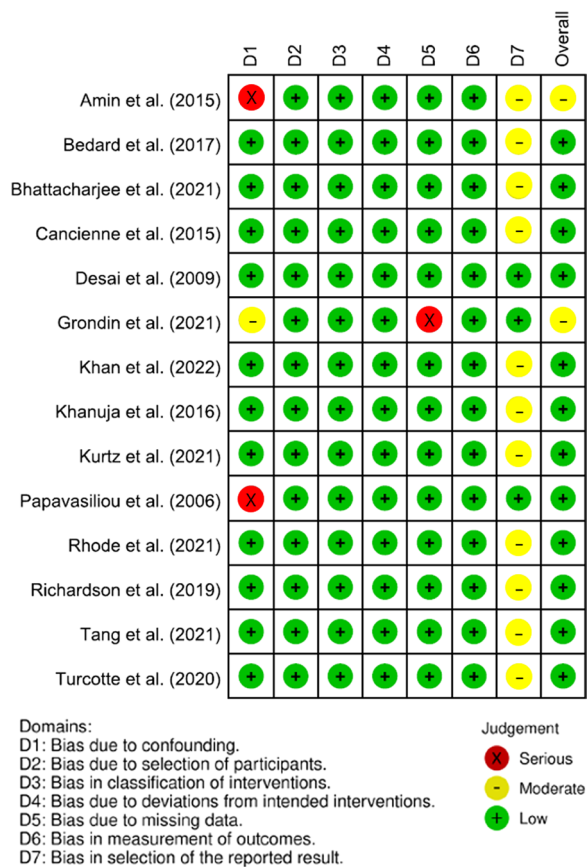 D1 D2 D3 D4 D5 D6 D7 Overall
Amin et al. (2015) X + + + + + - -
Bedard et al. (2017) + + + + + + - +
Bhattacharjee et al. (2021) + + + + + + - +
Cancienne et al. (2015) + + + + + + - +
Desai et al. (2009) + + + + + + + +
Grondin et al. (2021) - + + + X + + -
Khan et al. (2022) + + + + + + - +
Khanuja et al. (2016) + + + + + + - +
Kurtz et al. (2021) + + + + + + - +
Papavasiliou et al. (2006) X + + + + + + +
Rhode et al. (2021) + + + + + + - +
Richardson et al. (2019) + + + + + + - +
Tang et al. (2021) + + + + + + - +
Turcotte et al. (2020) + + + + + + - +
Domains:
D1: Bias due to confounding.
D2: Bias due to selection of participants.
D3: Bias in classification of interventions.
D4: Bias due to deviations from intended interventions.
D5: Bias due to missing data.
D6: Bias in measurement of outcomes.
D7: Bias in selection of the reported result.
Judgement
X Serious
- Moderate
+ Low